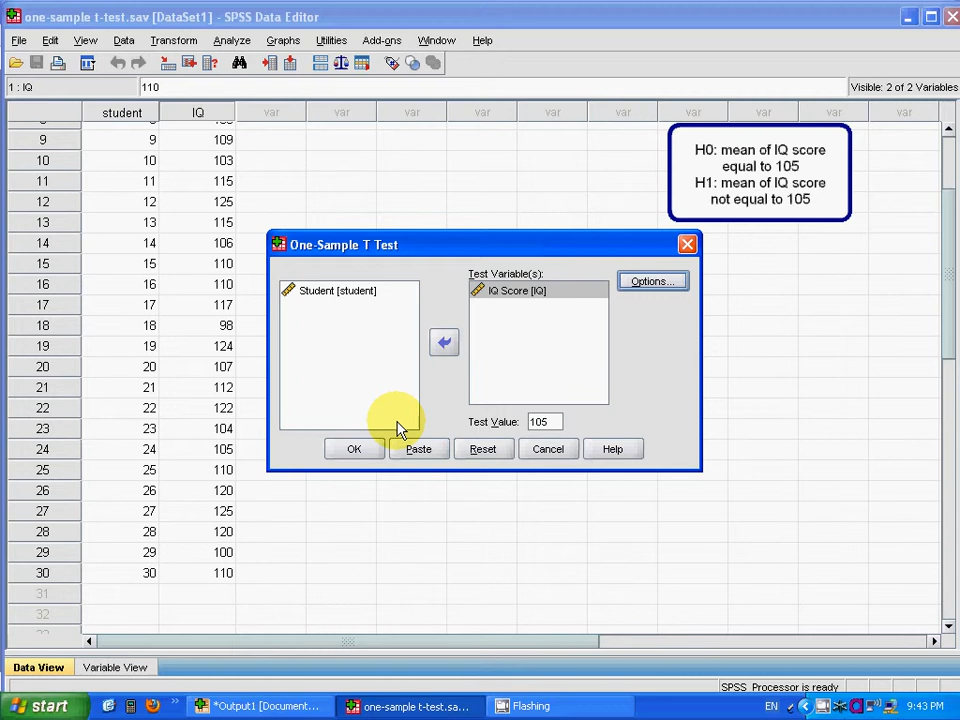 one-sample t-test.sav [DataSet1] - SPSS Data Editor
File Edit View Data Transform Analyze Graphs Utilities Add-ons Window Help
1 : IQ 110 Visible: 2 of 2 Variables
student IQ var var var var var var var var var var
9 9 109
10 10 103
11 11 115
12 12 125
13 13 115
14 14 106
15 15 110
16 16 110
17 17 117
18 18 98
19 19 124
20 20 107
21 21 112
22 22 122
23 23 104
24 24 105
25 25 110
26 26 120
27 27 125
28 28 120
29 29 100
30 30 110
31
32
H0: mean of IQ score
equal to 105
H1: mean of IQ score
not equal to 105
One-Sample T Test
Test Variable(s):
Student [student]
IQ Score [IQ]
Options...
Test Value: 105
OK Paste Reset Cancel Help
Data View Variable View
SPSS Processor is ready
start *Output1 [Document... one-sample t-test.sa... Flashing EN 9:43 PM